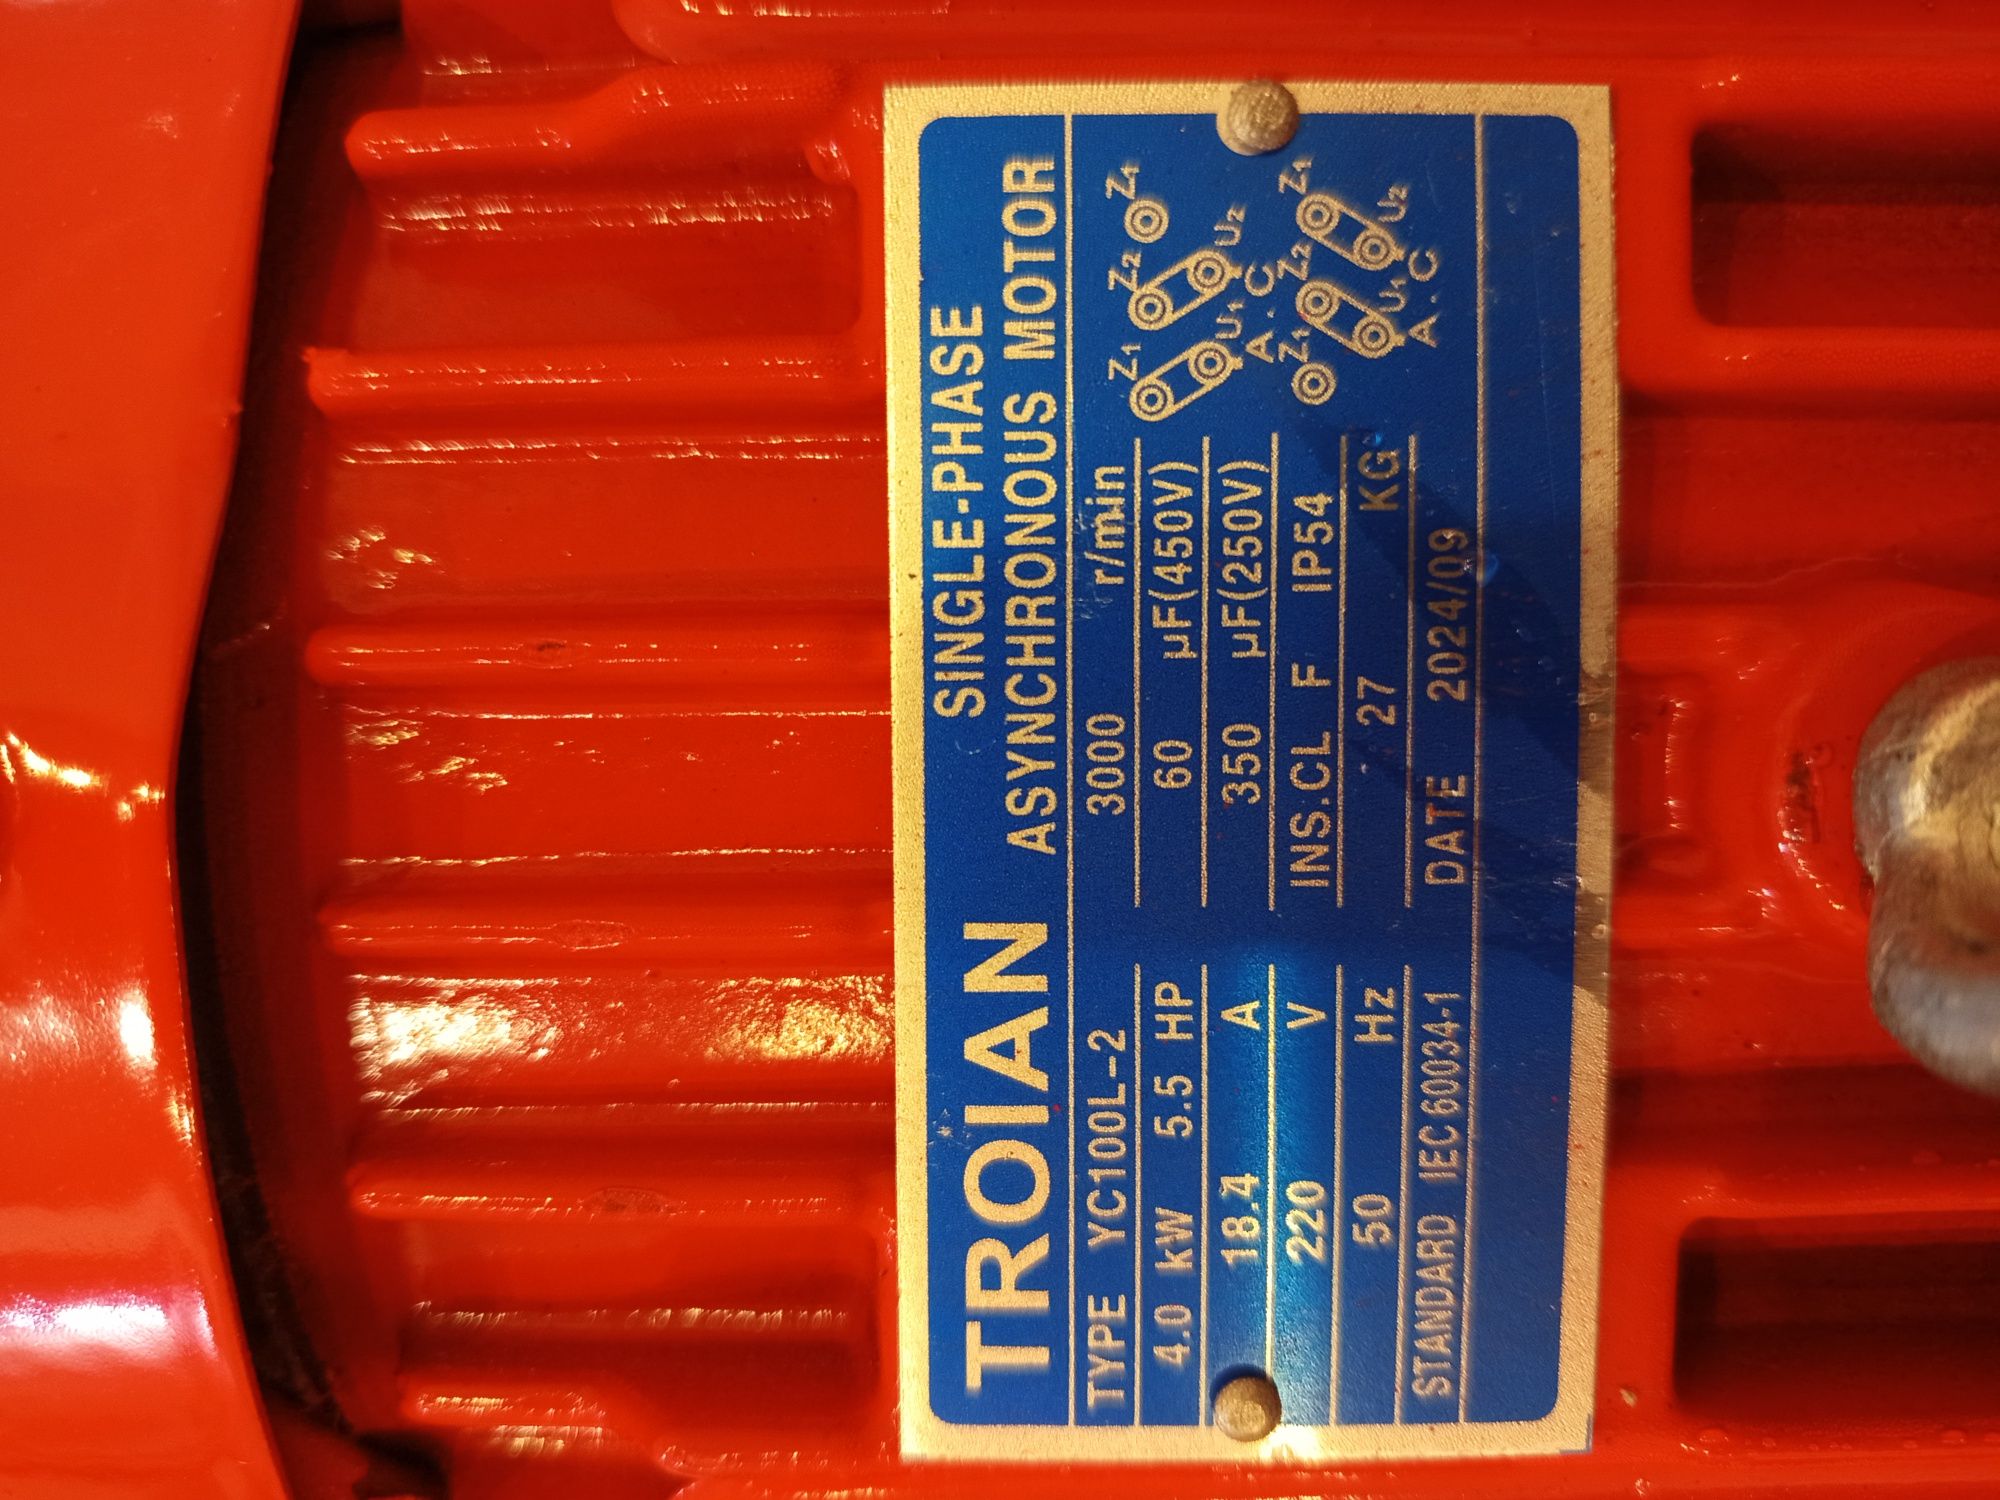 TROIAN
SINGLE-PHASE
ASYNCHRONOUS MOTOR
TYPE YC100L-2
3000 r/min
4.0 kW 5.5 HP
60 μF(450V)
18.4 A
350 μF(250V)
220 V
INS.CL F IP54
50 Hz
27 KG
STANDARD IEC60034-1
DATE 2024/09
Z1 Z2 Z1
U1 U2
A.C
Z1 Z2 Z1
U1 U2
A.C